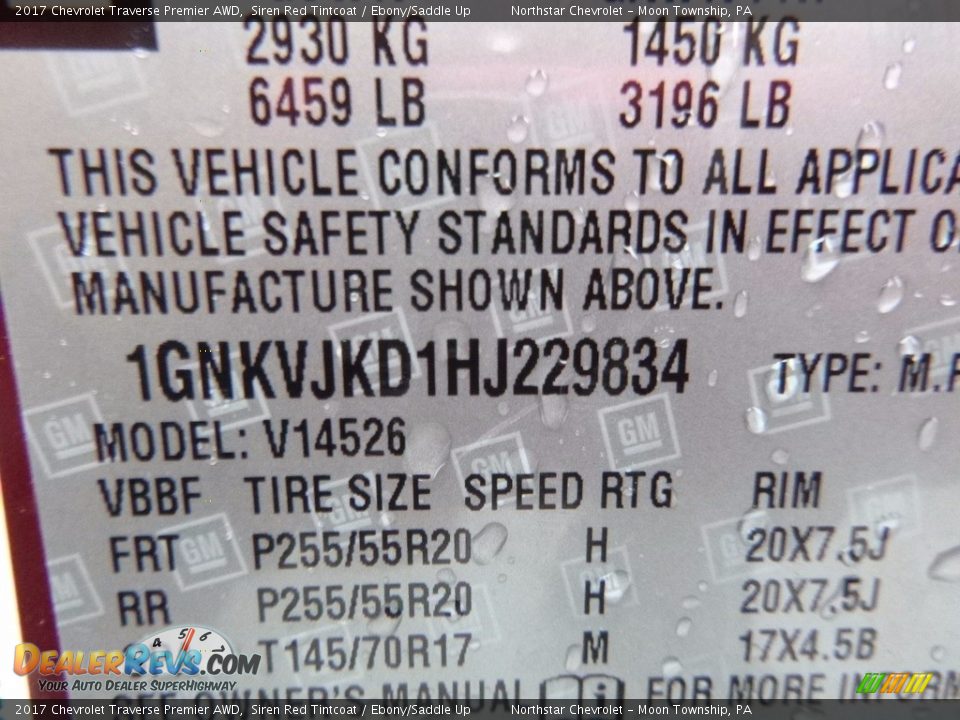 2017 Chevrolet Traverse Premier AWD, Siren Red Tintcoat / Ebony/Saddle Up Northstar Chevrolet - Moon Township, PA
2930 KG 1450 KG
6459 LB 3196 LB
THIS VEHICLE CONFORMS TO ALL
VEHICLE SAFETY STANDARDS IN EFFECT
MANUFACTURE SHOWN ABOVE.
1GNKVJKD1HJ229834 TYPE: M.P
MODEL: V14526
VBBF TIRE SIZE SPEED RTG RIM
FRT P255/55R20 H 20X7.5J
RR P255/55R20 H 20X7.5J
T145/70R17 M 17X4.5B
OWNER'S MANUAL FOR MORE
DEALERREVS.COM
YOUR AUTO DEALER SUPERHIGHWAY
2017 Chevrolet Traverse Premier AWD, Siren Red Tintcoat / Ebony/Saddle Up Northstar Chevrolet - Moon Township, PA